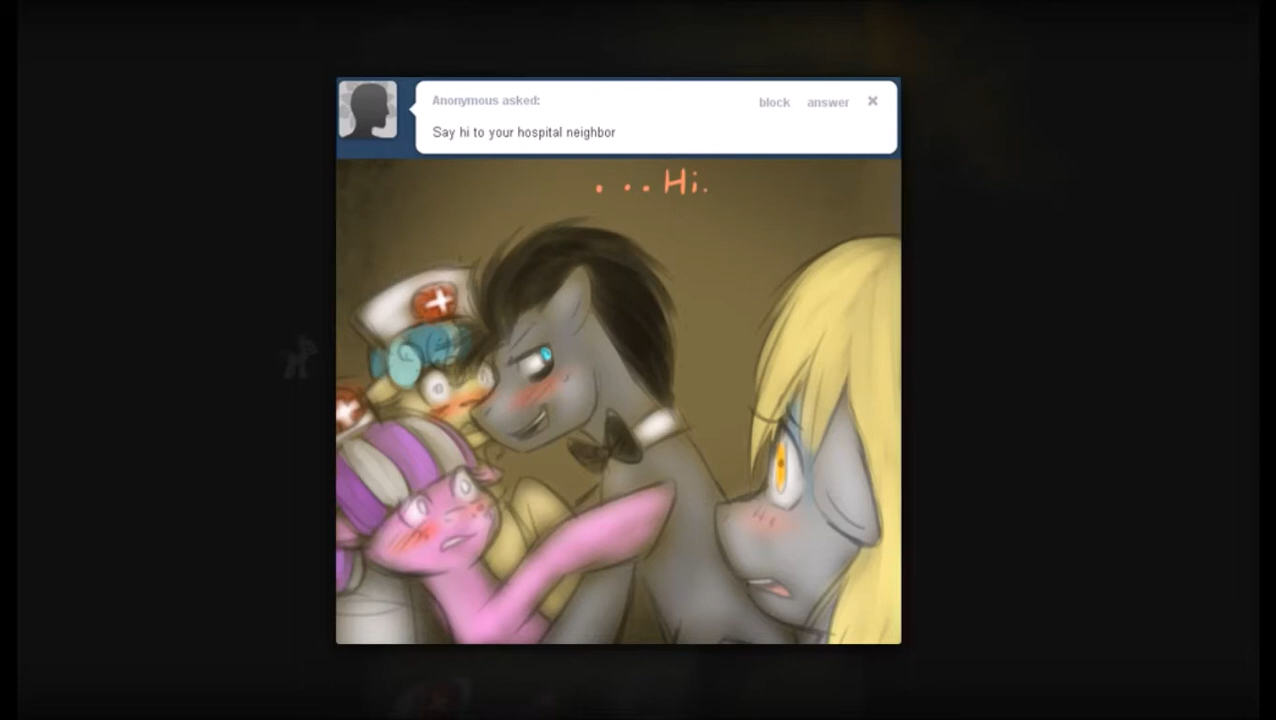 Anonymous asked:
block answer ×
Say hi to your hospital neighbor
...Hi.